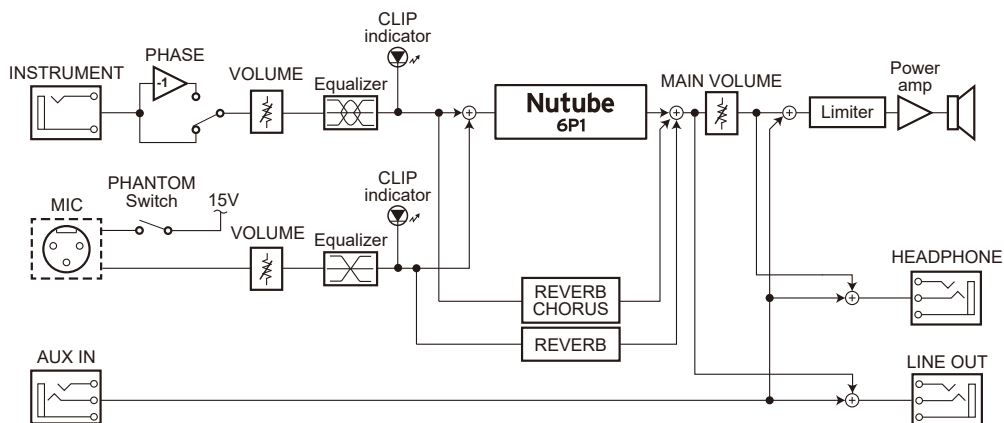 CLIP
indicator
PHASE
-1
INSTRUMENT
VOLUME
Equalizer
Nutube
6P1
MAIN VOLUME
Power
amp
Limiter
CLIP
indicator
PHANTOM
Switch
15V
MIC
VOLUME
Equalizer
REVERB
CHORUS
REVERB
HEADPHONE
AUX IN
LINE OUT